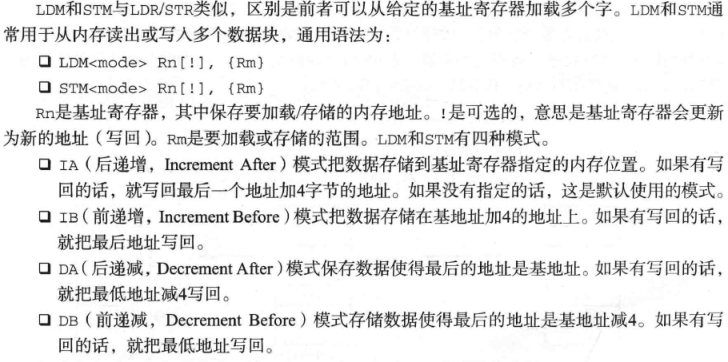 LDM和STM与LDR/STR类似，区别是前者可以从给定的基址寄存器加载多个字。LDM和STM通
常用于从内存读出或写入多个数据块，通用语法为：
❑ LDM<mode> Rn[!], {Rm}
❑ STM<mode> Rn[!], {Rm}
Rn是基址寄存器，其中保存要加载/存储的内存地址。!是可选的，意思是基址寄存器会更新
为新的地址（写回）。Rm是要加载或存储的范围。LDM和STM有四种模式。
❑ IA（后递增，Increment After）模式把数据存储到基址寄存器指定的内存位置。如果有写
回的话，就写回最后一个地址加4字节的地址。如果没有指定的话，这是默认使用的模式。
❑ IB（前递增，Increment Before）模式把数据存储在基地址加4的地址上。如果有写回的话，
就把最后地址写回。
❑ DA（后递减，Decrement After）模式保存数据使得最后的地址是基地址。如果有写回的话，
就把最低地址减4写回。
❑ DB（前递减，Decrement Before）模式存储数据使得最后的地址是基地址减4。如果有写
回的话，就把最低地址写回。